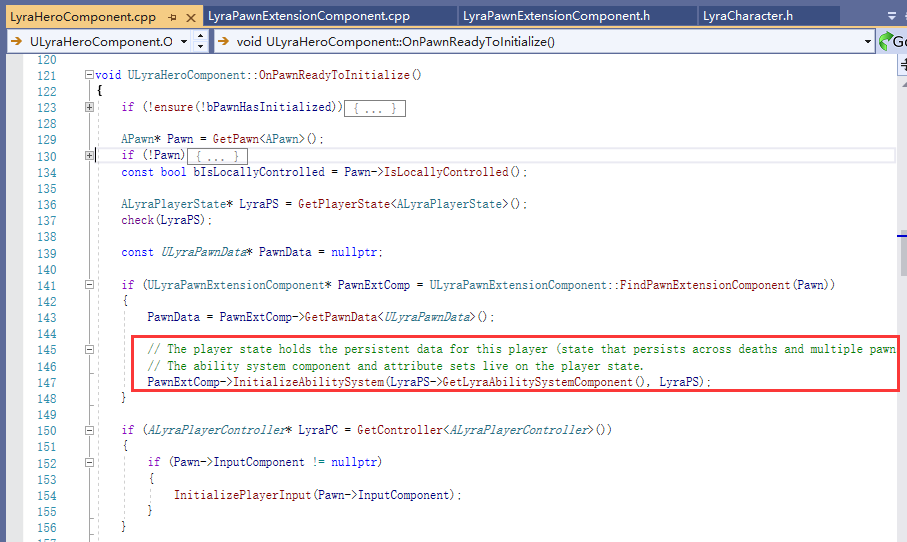 LyraHeroComponent.cpp LyraPawnExtensionComponent.cpp LyraPawnExtensionComponent.h LyraCharacter.h
ULyraHeroComponent.O void ULyraHeroComponent::OnPawnReadyToInitialize() Go
120
121 void ULyraHeroComponent::OnPawnReadyToInitialize()
122 {
123 if (!ensure(!bPawnHasInitialized)) { ... }
128
129 APawn* Pawn = GetPawn<APawn>();
130 if (!Pawn) { ... }
134 const bool bIsLocallyControlled = Pawn->IsLocallyControlled();
135
136 ALyraPlayerState* LyraPS = GetPlayerState<ALyraPlayerState>();
137 check(LyraPS);
138
139 const ULyraPawnData* PawnData = nullptr;
140
141 if (ULyraPawnExtensionComponent* PawnExtComp = ULyraPawnExtensionComponent::FindPawnExtensionComponent(Pawn))
142 {
143 PawnData = PawnExtComp->GetPawnData<ULyraPawnData>();
144
145 // The player state holds the persistent data for this player (state that persists across deaths and multiple pawn
146 // The ability system component and attribute sets live on the player state.
147 PawnExtComp->InitializeAbilitySystem(LyraPS->GetLyraAbilitySystemComponent(), LyraPS);
148 }
149
150 if (ALyraPlayerController* LyraPC = GetController<ALyraPlayerController>())
151 {
152 if (Pawn->InputComponent != nullptr)
153 {
154 InitializePlayerInput(Pawn->InputComponent);
155 }
156 }
157